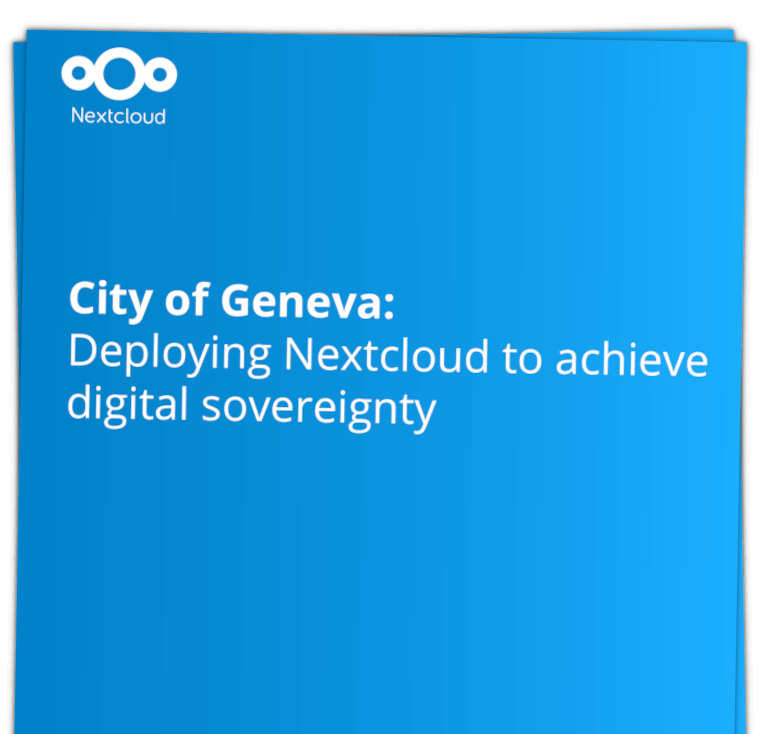 Nextcloud
City of Geneva:
Deploying Nextcloud to achieve
digital sovereignty